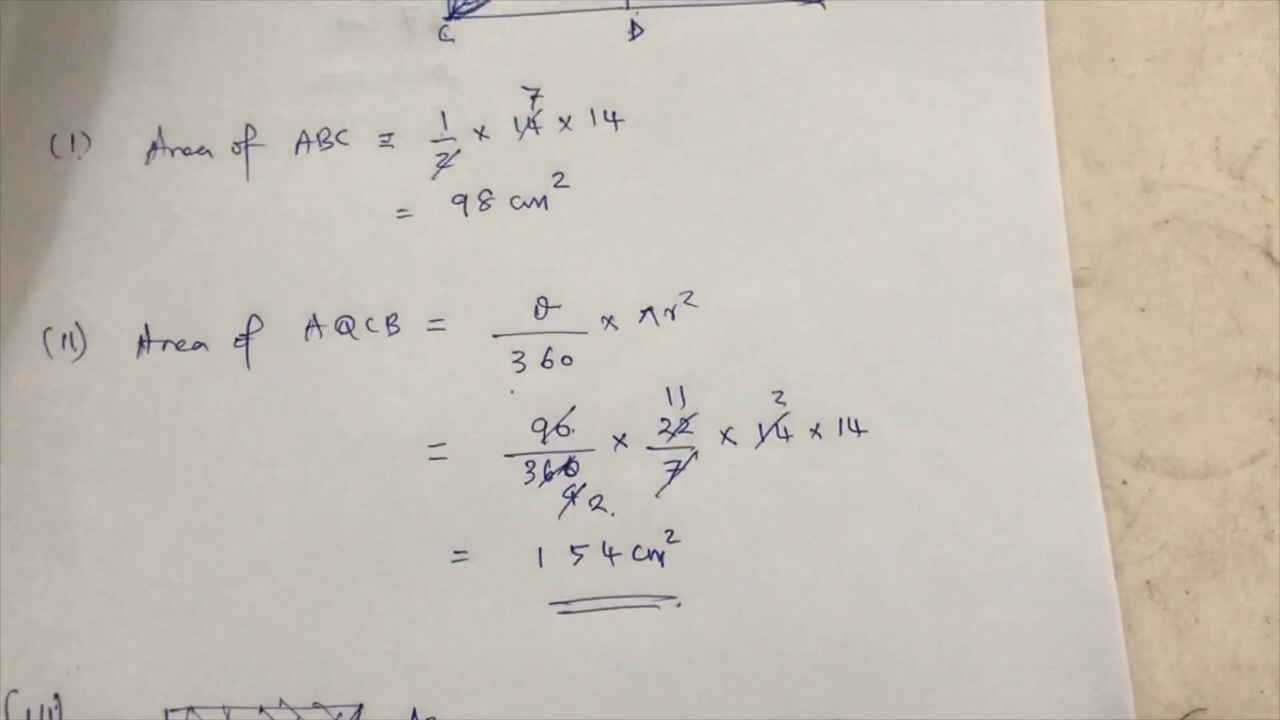 C D
(I) Area of ABC = 1/2 × 14 7 × 14
= 98 cm²
(II) Area of AQCB = θ/360 × πr²
11 2
= 90/360 × 22/7 × 14 × 14
4 2
= 154 cm²
(III)